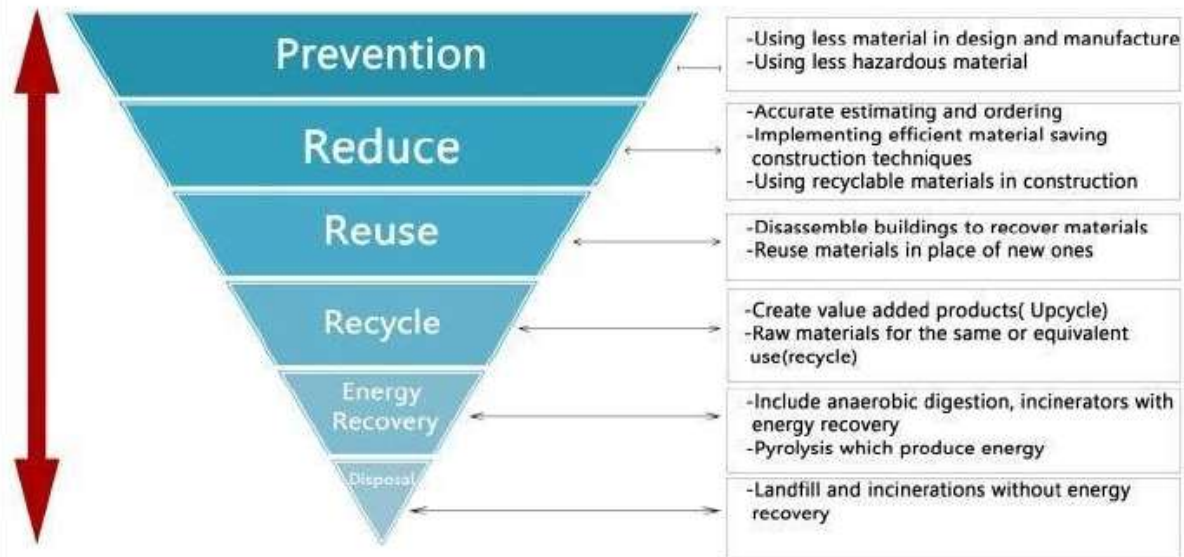 Prevention
-Using less material in design and manufacture
-Using less hazardous material
Reduce
-Accurate estimating and ordering
-Implementing efficient material saving
construction techniques
-Using recyclable materials in construction
Reuse
-Disassemble buildings to recover materials
-Reuse materials in place of new ones
Recycle
-Create value added products( Upcycle)
-Raw materials for the same or equivalent
use(recycle)
Energy
Recovery
-Include anaerobic digestion, incinerators with
energy recovery
-Pyrolysis which produce energy
Disposal
-Landfill and incinerations without energy
recovery